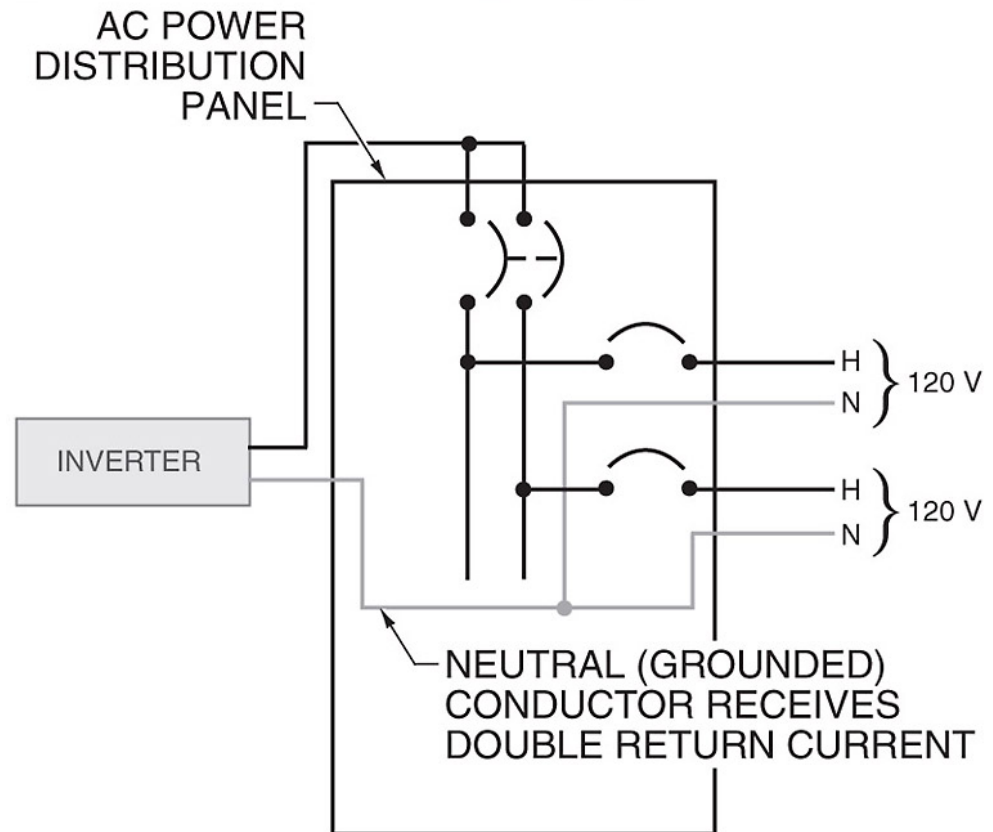 AC POWER
DISTRIBUTION
PANEL
H
120 V
N
INVERTER
H
120 V
N
NEUTRAL (GROUNDED)
CONDUCTOR RECEIVES
DOUBLE RETURN CURRENT